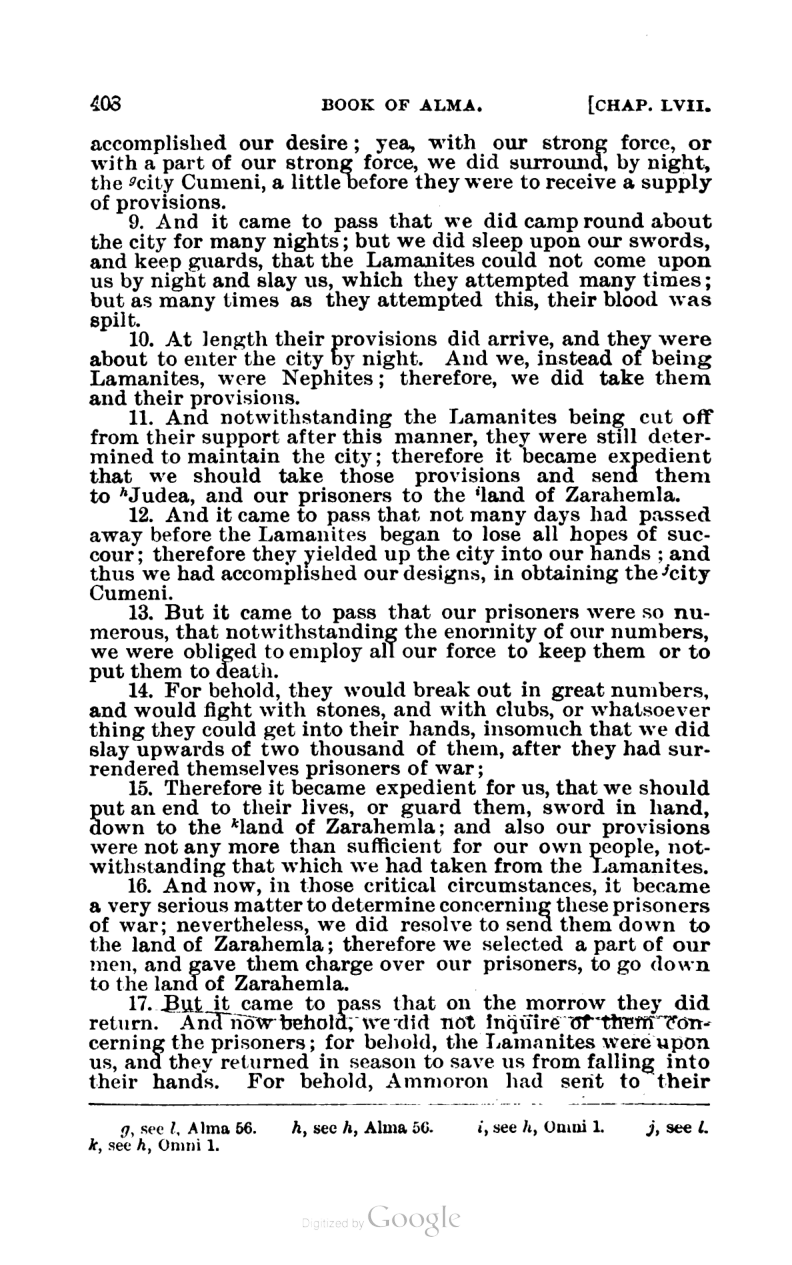 408 BOOK OF ALMA. [CHAP. LVII.
accomplished our desire; yea, with our strong force, or
with a part of our strong force, we did surround, by night,
the gcity Cumeni, a little before they were to receive a supply
of provisions.
9. And it came to pass that we did camp round about
the city for many nights; but we did sleep upon our swords,
and keep guards, that the Lamanites could not come upon
us by night and slay us, which they attempted many times;
but as many times as they attempted this, their blood was
spilt.
10. At length their provisions did arrive, and they were
about to enter the city by night. And we, instead of being
Lamanites, were Nephites; therefore, we did take them
and their provisions.
11. And notwithstanding the Lamanites being cut off
from their support after this manner, they were still deter-
mined to maintain the city; therefore it became expedient
that we should take those provisions and send them
to hJudea, and our prisoners to the iland of Zarahemla.
12. And it came to pass that not many days had passed
away before the Lamanites began to lose all hopes of suc-
cour; therefore they yielded up the city into our hands; and
thus we had accomplished our designs, in obtaining the jcity
Cumeni.
13. But it came to pass that our prisoners were so nu-
merous, that notwithstanding the enormity of our numbers,
we were obliged to employ all our force to keep them or to
put them to death.
14. For behold, they would break out in great numbers,
and would fight with stones, and with clubs, or whatsoever
thing they could get into their hands, insomuch that we did
slay upwards of two thousand of them, after they had sur-
rendered themselves prisoners of war;
15. Therefore it became expedient for us, that we should
put an end to their lives, or guard them, sword in hand,
down to the kland of Zarahemla; and also our provisions
were not any more than sufficient for our own people, not-
withstanding that which we had taken from the Lamanites.
16. And now, in those critical circumstances, it became
a very serious matter to determine concerning these prisoners
of war; nevertheless, we did resolve to send them down to
the land of Zarahemla; therefore we selected a part of our
men, and gave them charge over our prisoners, to go down
to the land of Zarahemla.
17. But it came to pass that on the morrow they did
return. And now behold, we did not inquire of them con-
cerning the prisoners; for behold, the Lamanites were upon
us, and they returned in season to save us from falling into
their hands. For behold, Ammoron had sent to their
g, see l, Alma 56. h, see h, Alma 56. i, see h, Omni 1. j, see l.
k, see h, Omni 1.
Digitized by Google